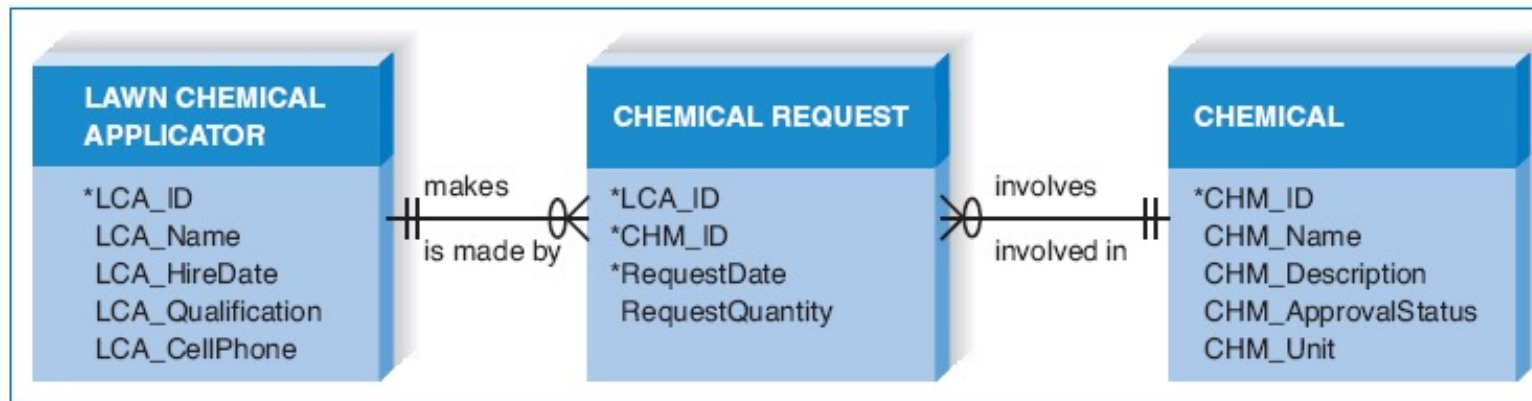 LAWN CHEMICAL
APPLICATOR
*LCA_ID
LCA_Name
LCA_HireDate
LCA_Qualification
LCA_CellPhone
makes
is made by
CHEMICAL REQUEST
*LCA_ID
*CHM_ID
*RequestDate
RequestQuantity
involves
involved in
CHEMICAL
*CHM_ID
CHM_Name
CHM_Description
CHM_ApprovalStatus
CHM_Unit